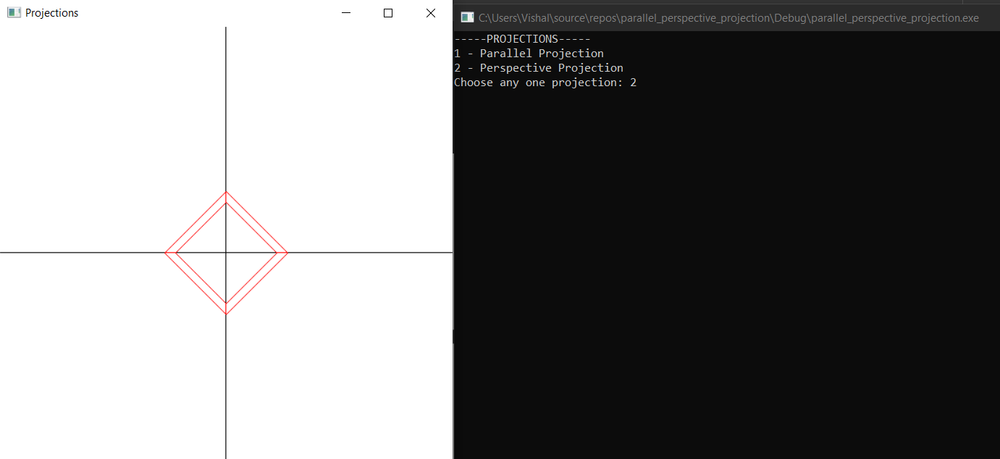 Projections
C:\Users\Vishal\source\repos\parallel_perspective_projection\Debug\parallel_perspective_projection.exe
-----PROJECTIONS-----
1 - Parallel Projection
2 - Perspective Projection
Choose any one projection: 2